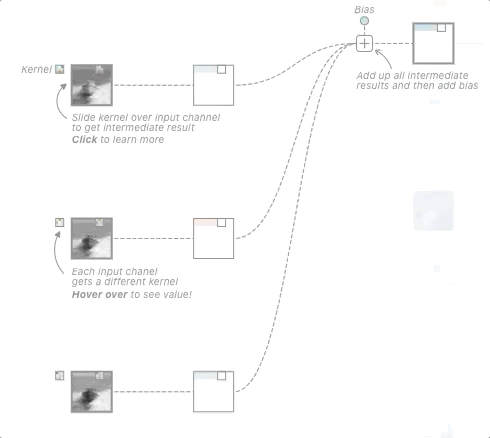 Bias
Kernel
Add up all intermediate
results and then add bias
Slide kernel over input channel
to get intermediate result
Click to learn more
Each input chanel
gets a different kernel
Hover over to see value!